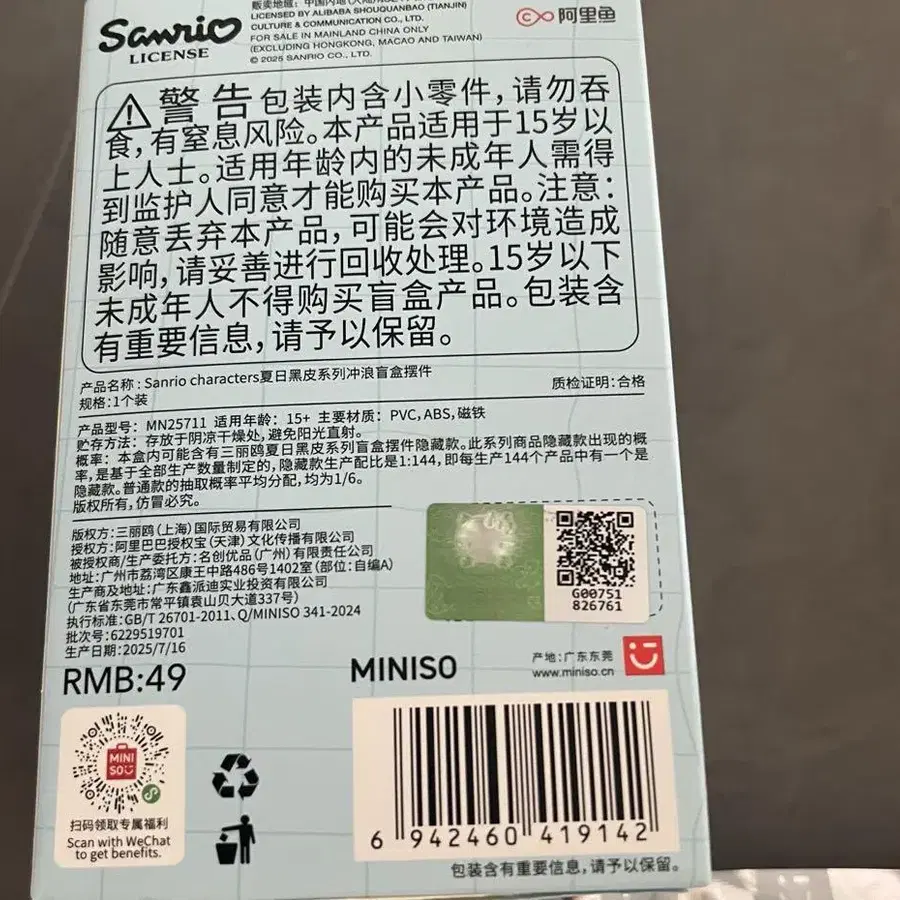 Sanrio
LICENSE
贩卖地域：中国内地
LICENSED BY ALIBABA SHOUQUANBAO (TIANJIN)
CULTURE & COMMUNICATION CO., LTD.
FOR SALE IN MAINLAND CHINA ONLY
(EXCLUDING HONGKONG, MACAO AND TAIWAN)
© 2025 SANRIO CO., LTD.
阿里鱼
警告包装内含小零件，请勿吞
食，有窒息风险。本产品适用于15岁以
上人士。适用年龄内的未成年人需得
到监护人同意才能购买本产品。注意：
随意丢弃本产品，可能会对环境造成
影响，请妥善进行回收处理。15岁以下
未成年人不得购买盲盒产品。包装含
有重要信息，请予以保留。
产品名称：Sanrio characters夏日黑皮系列冲浪盲盒摆件
规格：1个装
质检证明：合格
产品型号：MN25711 适用年龄：15+ 主要材质：PVC，ABS，磁铁
贮存方法：存放于阴凉干燥处，避免阳光直射。
概率：本盒内可能含有三丽鸥夏日黑皮系列盲盒摆件隐藏款。此系列商品隐藏款出现的概
率，是基于全部生产数量制定的，隐藏款生产配比是1:144，即每生产144个产品中有一个是
隐藏款。普通款的抽取概率平均分配，均为1/6。
版权所有，仿冒必究。
版权方：三丽鸥（上海）国际贸易有限公司
授权方：阿里巴巴授权宝（天津）文化传播有限公司
被授权商/生产委托方：名创优品（广州）有限责任公司
地址：广州市荔湾区康王中路486号1402室（部位：自编A）
生产商及地址：广东鑫派迪实业投资有限公司
（广东省东莞市常平镇袁山贝大道337号）
执行标准：GB/T 26701-2011、Q/MINISO 341-2024
批次号：6229519701
生产日期：2025/7/16
G00751
826761
RMB:49
MINISO
产地：广东东莞
www.miniso.cn
MINI
SO
扫码领取专属福利
Scan with WeChat
to get benefits.
6 942460 419142
包装含有重要信息，请予以保留。